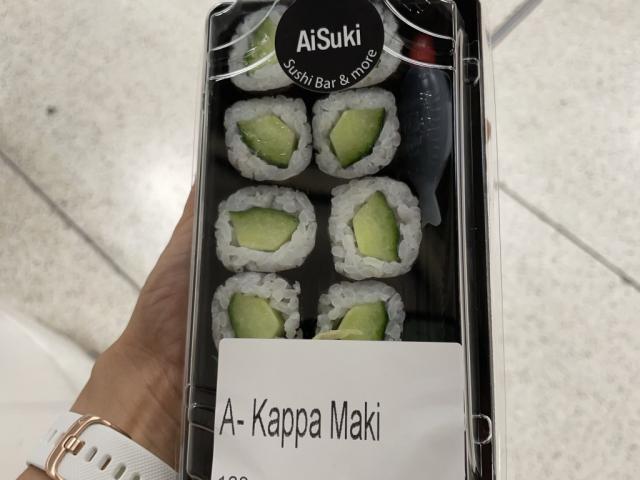 AiSuki
Sushi Bar & more
A- Kappa Maki